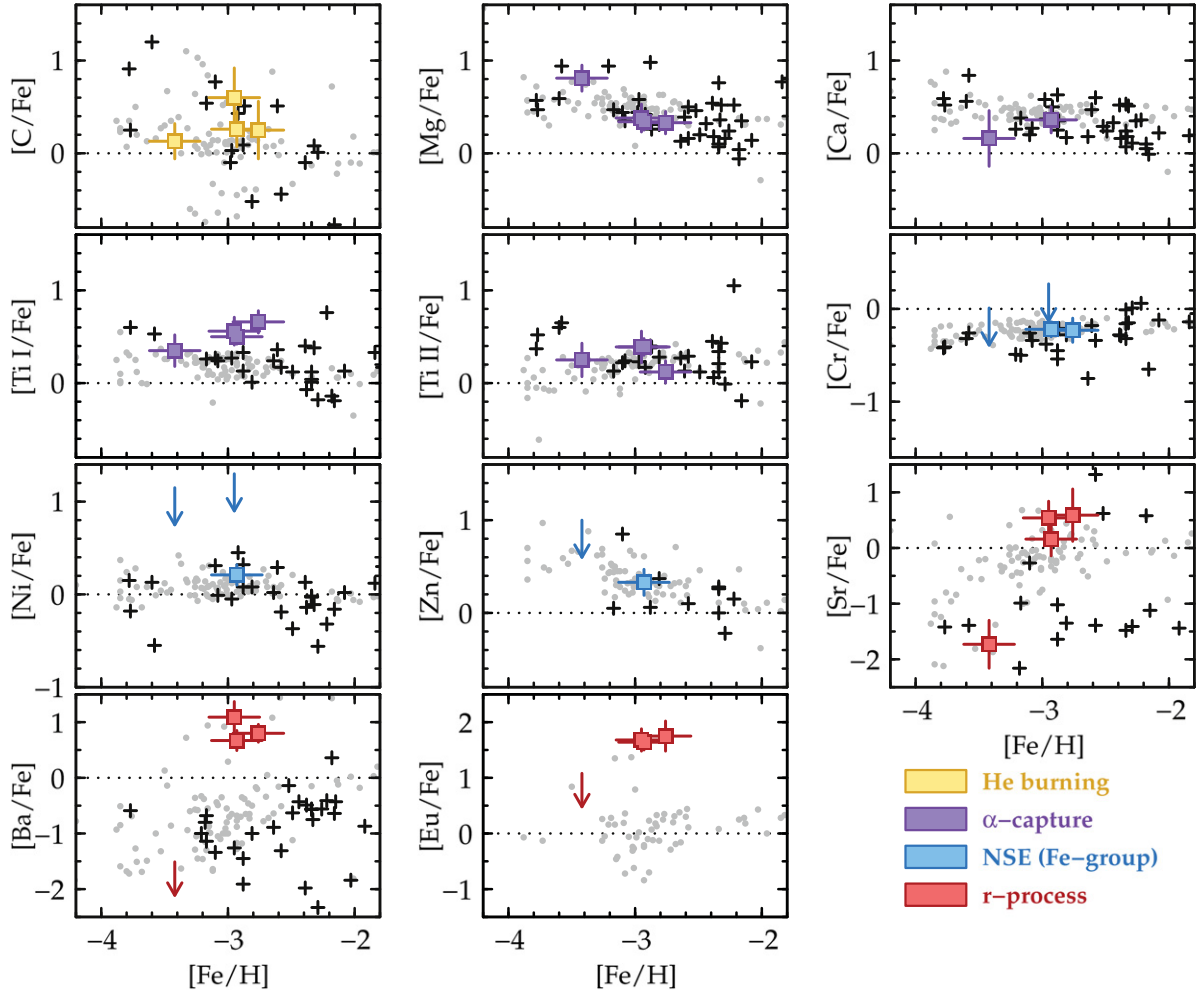 [C/Fe]
1
0
[Mg/Fe]
1
0
[Ca/Fe]
1
0
[Ti I/Fe]
1
0
[Ti II/Fe]
1
0
[Cr/Fe]
0
−1
[Ni/Fe]
1
0
−1
[Zn/Fe]
1
0
[Sr/Fe]
1
0
−1
−2
−4
−3
−2
[Fe/H]
[Ba/Fe]
1
0
−1
−2
−4
−3
−2
[Fe/H]
[Eu/Fe]
2
1
0
−1
−4
−3
−2
[Fe/H]
He burning
α−capture
NSE (Fe−group)
r−process